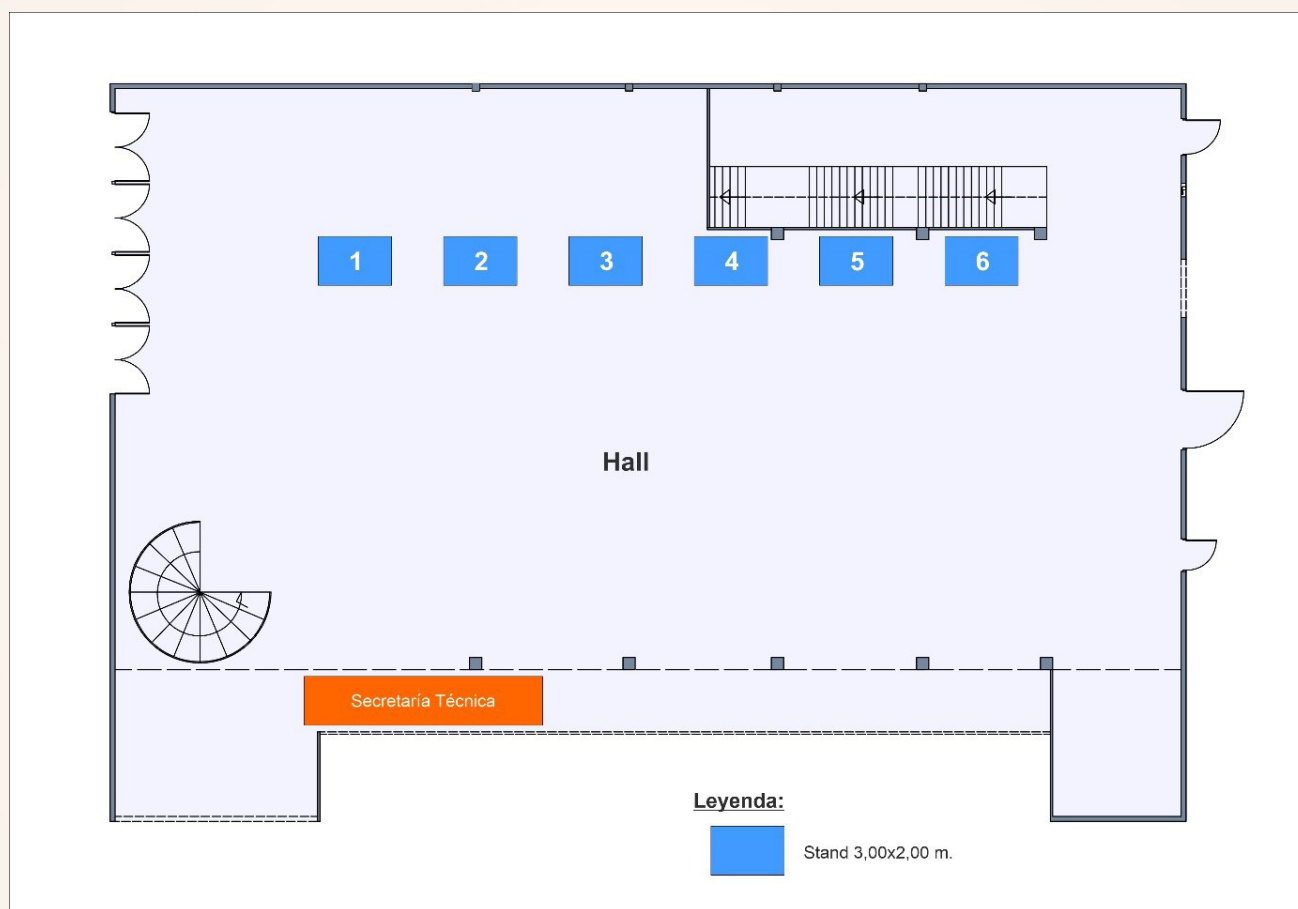 1 2 3 4 5 6
Hall
Secretaría Técnica
Leyenda:
Stand 3,00x2,00 m.